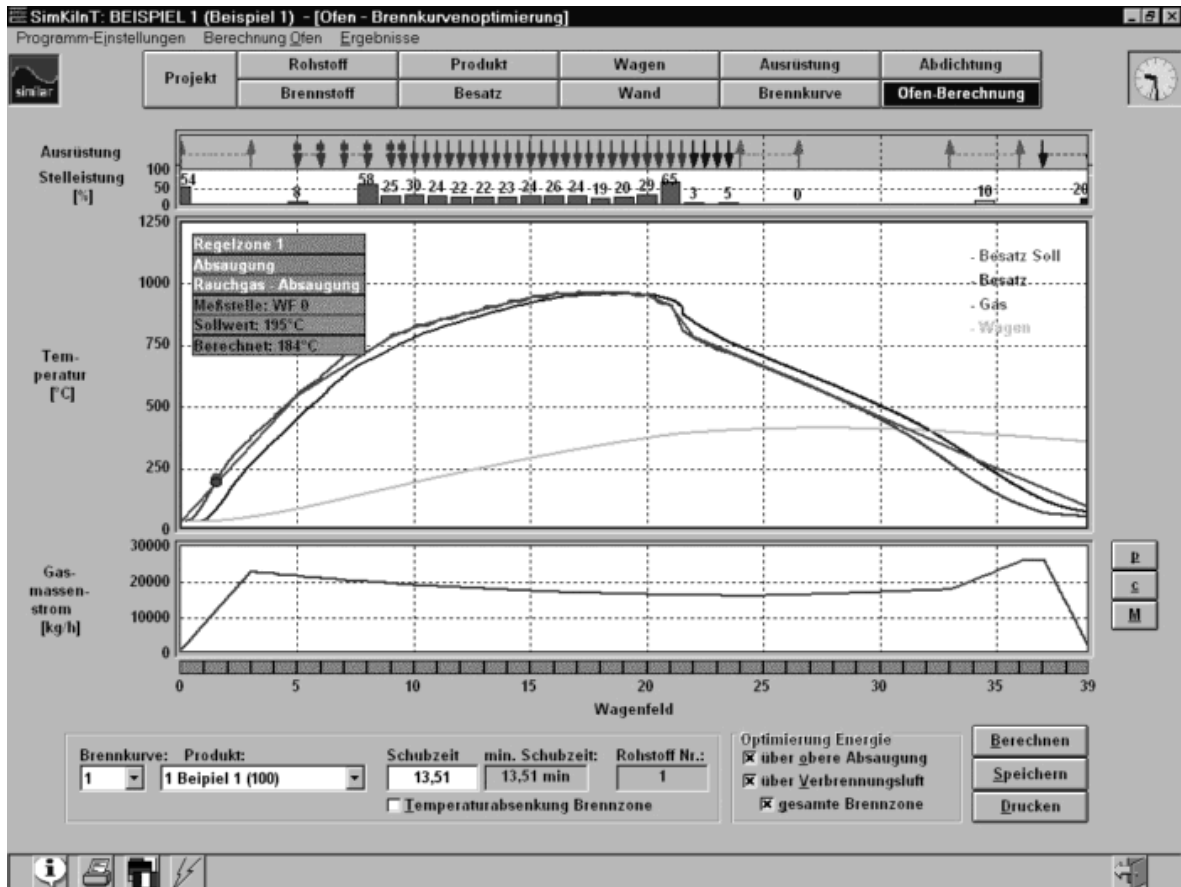 SimKilnT: BEISPIEL 1 (Beispiel 1) - [Ofen - Brennkurvenoptimierung]
Programm-Einstellungen Berechnung Ofen Ergebnisse
similar
Projekt Rohstoff Produkt Wagen Ausrüstung Abdichtung
Brennstoff Besatz Wand Brennkurve Ofen-Berechnung
Ausrüstung
Stelleistung
[%]
100
50
0
54 8 58 25 30 24 22 22 23 24 26 24 19 20 29 65 3 5 0 10 20
1250
1000
750
500
250
0
Tem-
peratur
[°C]
Regelzone 1
Absaugung
Rauchgas - Absaugung
Meßstelle: WF 0
Sollwert: 195°C
Berechnet: 184°C
- Besatz Soll
- Besatz
- Gas
- Wagen
Gas-
massen-
strom
[kg/h]
30000
20000
10000
0
0 5 10 15 20 25 30 35 39
Wagenfeld
p
c
M
Brennkurve: Produkt: Schubzeit min. Schubzeit: Rohstoff Nr.:
1 1 Beipiel 1 (100) 13,51 13,51 min 1
Temperaturabsenkung Brennzone
Optimierung Energie
über obere Absaugung
über Verbrennungsluft
gesamte Brennzone
Berechnen
Speichern
Drucken